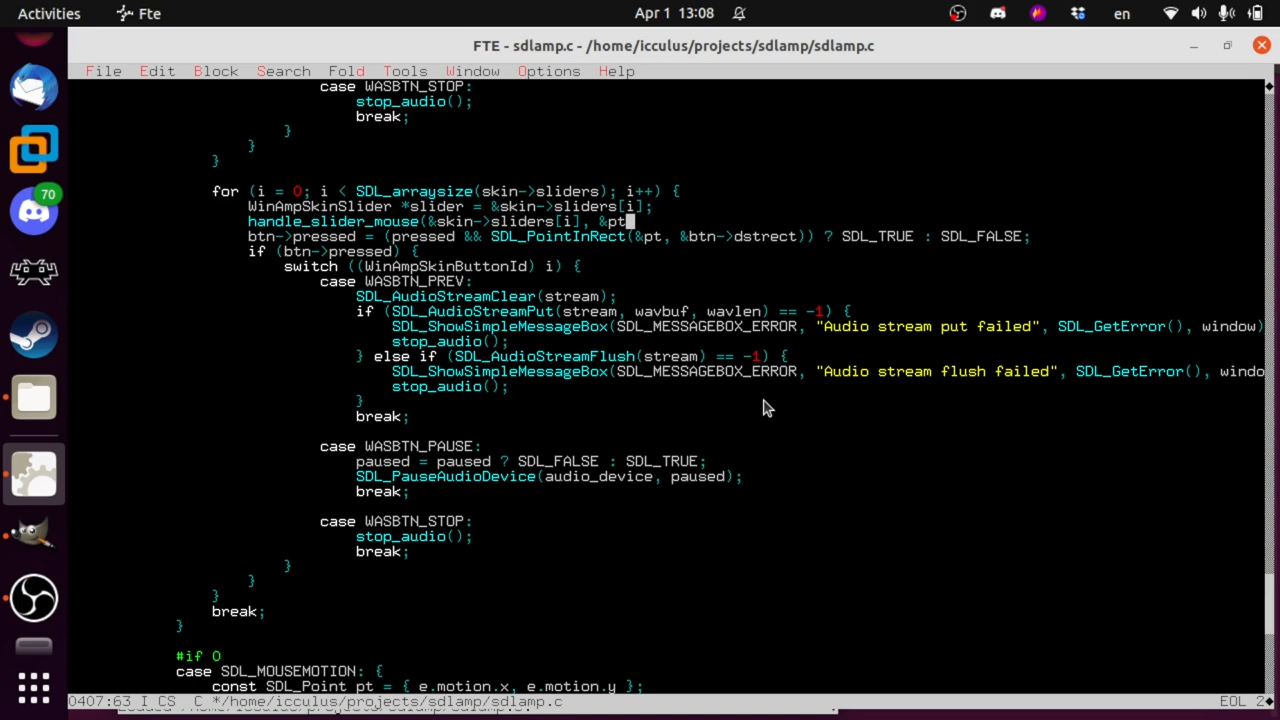 Activities
Fte
Apr 1 13:08
en
FTE - sdlamp.c - /home/icculus/projects/sdlamp/sdlamp.c
File Edit Block Search Fold Tools Window Options Help
case WASBTN_STOP:
stop_audio();
break;
}
}
}
for (i = 0; i < SDL_arraysize(skin->sliders); i++) {
WinAmpSkinSlider *slider = &skin->sliders[i];
handle_slider_mouse(&skin->sliders[i], &pt
btn->pressed = (pressed && SDL_PointInRect(&pt, &btn->dstrect)) ? SDL_TRUE : SDL_FALSE;
if (btn->pressed) {
switch ((WinAmpSkinButtonId) i) {
case WASBTN_PREV:
SDL_AudioStreamClear(stream);
if (SDL_AudioStreamPut(stream, wavbuf, wavlen) == -1) {
SDL_ShowSimpleMessageBox(SDL_MESSAGEBOX_ERROR, "Audio stream put failed", SDL_GetError(), window)
stop_audio();
} else if (SDL_AudioStreamFlush(stream) == -1) {
SDL_ShowSimpleMessageBox(SDL_MESSAGEBOX_ERROR, "Audio stream flush failed", SDL_GetError(), windo
stop_audio();
}
break;
case WASBTN_PAUSE:
paused = paused ? SDL_FALSE : SDL_TRUE;
SDL_PauseAudioDevice(audio_device, paused);
break;
case WASBTN_STOP:
stop_audio();
break;
}
}
}
break;
}
#if 0
case SDL_MOUSEMOTION: {
const SDL_Point pt = { e.motion.x, e.motion.y };
0407:63 I CS C */home/icculus/projects/sdlamp/sdlamp.c
EOL 2
70